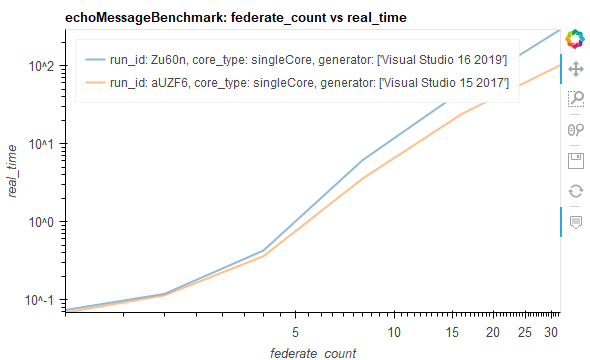 echoMessageBenchmark: federate_count vs real_time
run_id: Zu60n, core_type: singleCore, generator: ['Visual Studio 16 2019']
run_id: aUZF6, core_type: singleCore, generator: ['Visual Studio 15 2017']
10^2
10^1
10^0
10^-1
real_time
5 10 15 20 25 30
federate_count